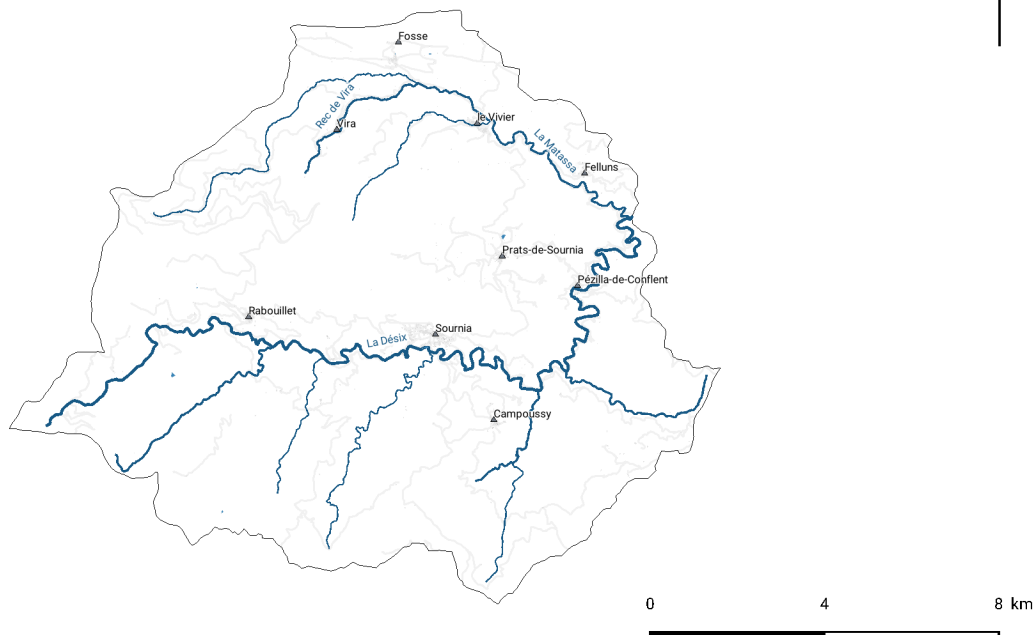 Fosse
Rec de Vira
Vira
le Vivier
La Matassa
Felluns
Prats-de-Sournia
Pézilla-de-Conflent
Rabouillet
Sournia
La Désix
Campoussy
0 4 8 km